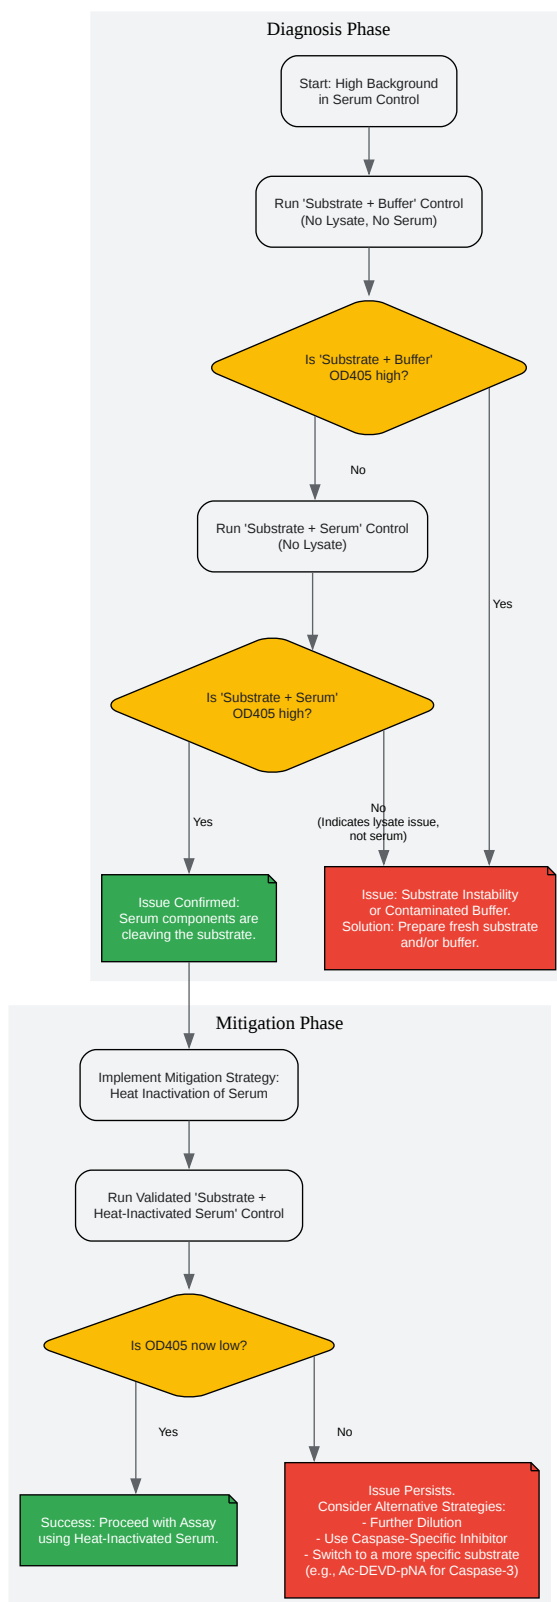 Diagnosis Phase
Start: High Background
in Serum Control
Run 'Substrate + Buffer' Control
(No Lysate, No Serum)
Is 'Substrate + Buffer'
OD405 high?
No
Run 'Substrate + Serum' Control
(No Lysate)
Yes
Is 'Substrate + Serum'
OD405 high?
Yes
No
(Indicates lysate issue,
not serum)
Issue Confirmed:
Serum components are
cleaving the substrate.
Issue: Substrate Instability
or Contaminated Buffer.
Solution: Prepare fresh substrate
and/or buffer.
Mitigation Phase
Implement Mitigation Strategy:
Heat Inactivation of Serum
Run Validated 'Substrate +
Heat-Inactivated Serum' Control
Is OD405 now low?
Yes
No
Success: Proceed with Assay
using Heat-Inactivated Serum.
Issue Persists.
Consider Alternative Strategies:
- Further Dilution
- Use Caspase-Specific Inhibitor
- Switch to a more specific substrate
(e.g., Ac-DEVD-pNA for Caspase-3)